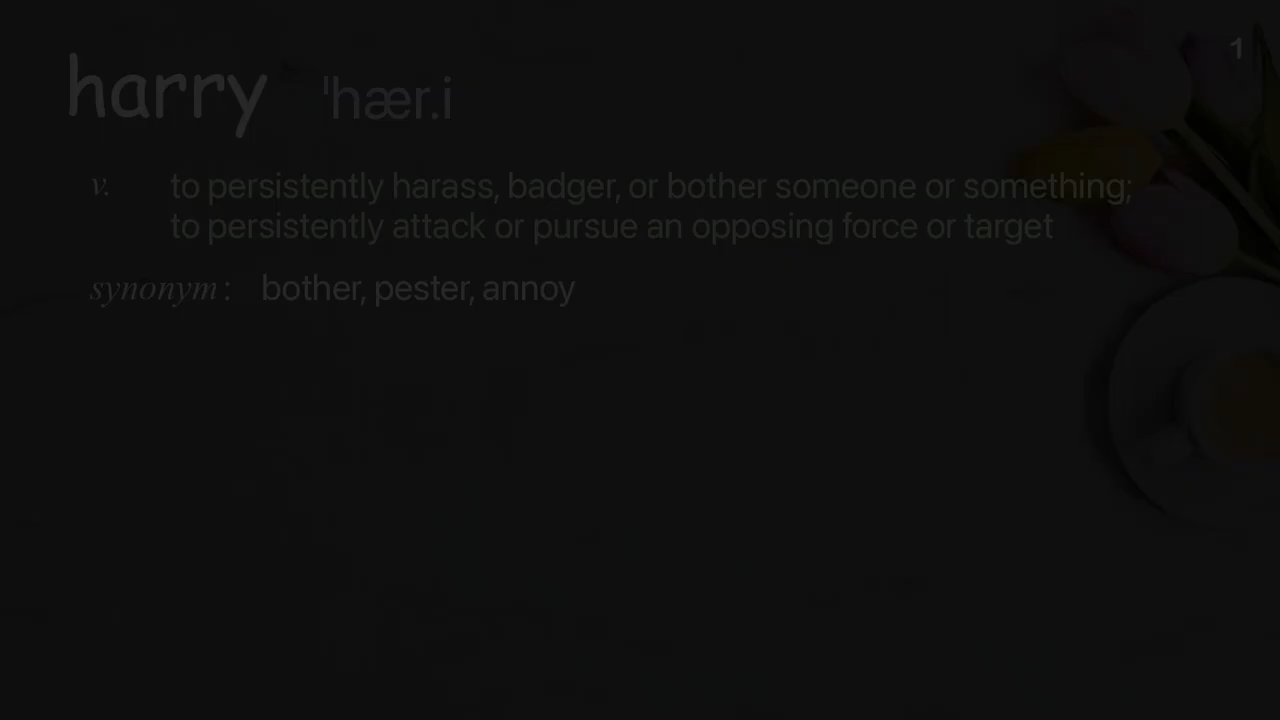 1
harry ˈhær.i
v. to persistently harass, badger, or bother someone or something;
to persistently attack or pursue an opposing force or target
synonym : bother, pester, annoy